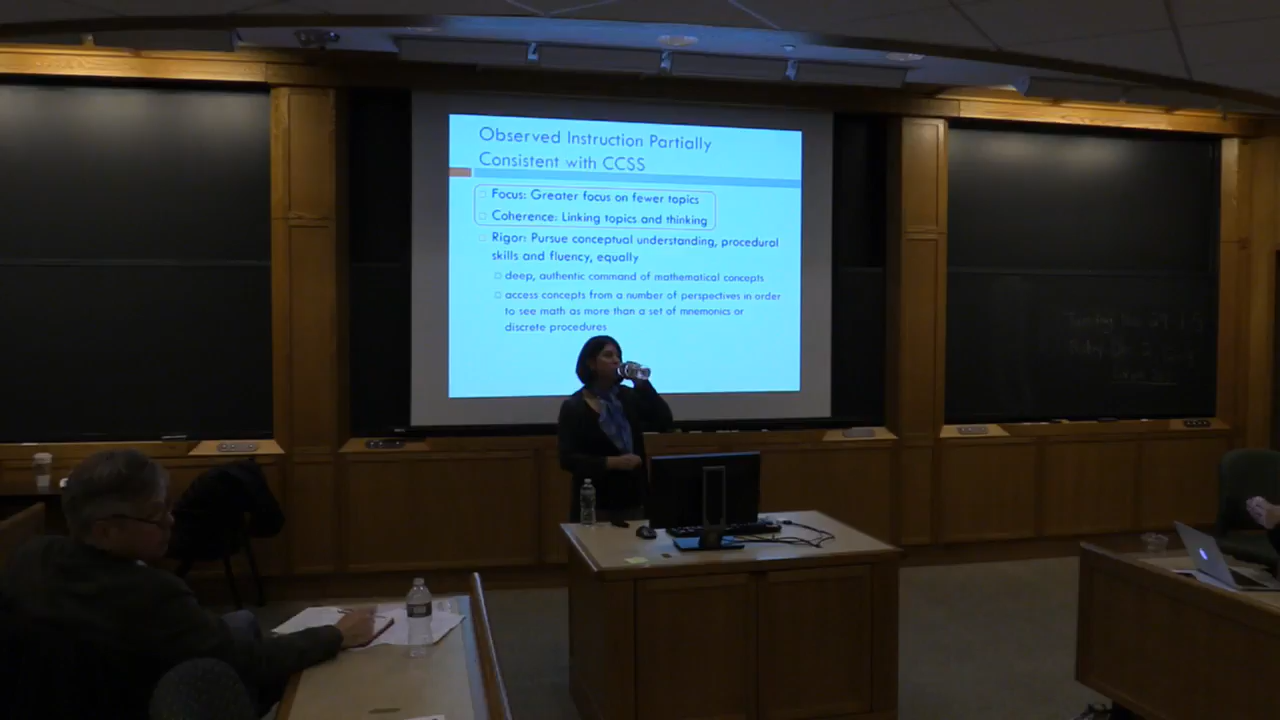 Observed Instruction Partially
Consistent with CCSS
Focus: Greater focus on fewer topics
Coherence: Linking topics and thinking
Rigor: Pursue conceptual understanding, procedural
skills and fluency, equally
deep, authentic command of mathematical concepts
access concepts from a number of perspectives in order
to see math as more than a set of mnemonics or
discrete procedures